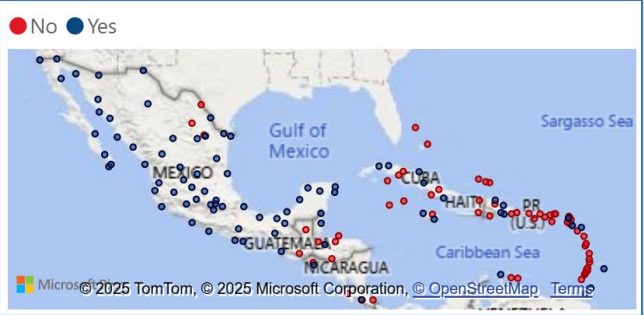 No Yes
Gulf of
Mexico
Sargasso Sea
MEXICO
CUBA
HAITI
PR
(U.S.)
GUATEMALA
Caribbean Sea
NICARAGUA
© 2025 TomTom, © 2025 Microsoft Corporation, © OpenStreetMap Terms